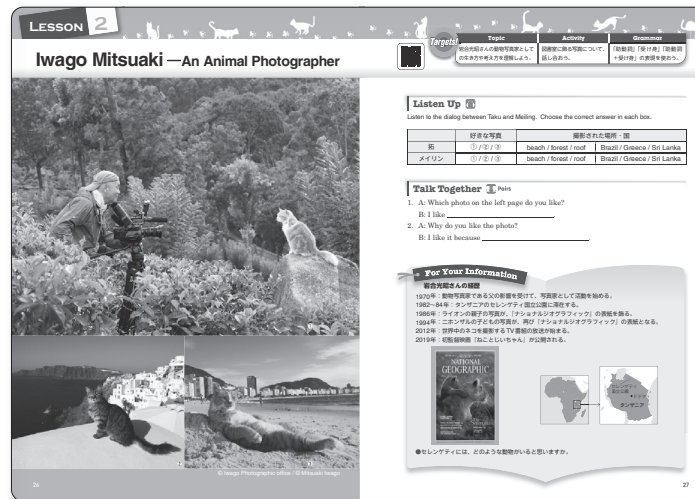 LESSON 2
Iwago Mitsuaki —An Animal Photographer
Targets!
Topic
岩合光昭さんの動物写真家として
の生き方や考え方を理解しよう。
Activity
図書室に飾る写真について、
話し合おう。
Grammar
「助動詞」「受け身」「助動詞
+受け身」の表現を使おう。
Listen Up
Listen to the dialog between Taku and Meiling. Choose the correct answer in each box.
好きな写真 撮影された場所・国
拓 ① / ② / ③ beach / forest / roof Brazil / Greece / Sri Lanka
メイリン ① / ② / ③ beach / forest / roof Brazil / Greece / Sri Lanka
Talk Together Pairs
1. A: Which photo on the left page do you like?
B: I like
.
2. A: Why do you like the photo?
B: I like it because
.
For Your Information
岩合光昭さんの経歴
1970年:動物写真家である父の影響を受けて、写真家として活動を始める。
1982〜84年:タンザニアのセレンゲティ国立公園に滞在する。
1986年:ライオンの親子の写真が、『ナショナルジオグラフィック』の表紙を飾る。
1994年:ニホンザルの子どもの写真が、再び『ナショナルジオグラフィック』の表紙となる。
2012年:世界中のネコを撮影するTV番組の放送が始まる。
2019年:初監督映画『ねことじいちゃん』が公開される。
NATIONAL
GEOGRAPHIC
セレンゲティ
国立公園
ドドマ
タンザニア
●セレンゲティには、どのような動物がいると思いますか。
© Iwago Photographic office / © Mitsuaki Iwago
26
27